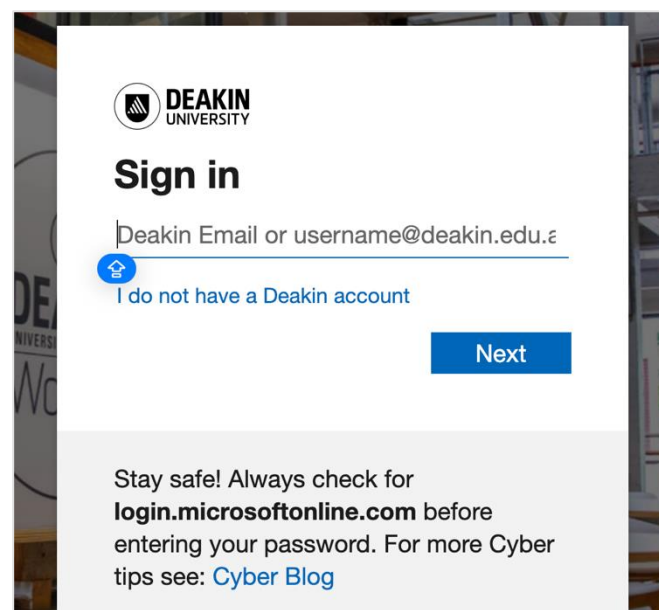 DEAKIN
UNIVERSITY
Sign in
Deakin Email or username@deakin.edu.a
I do not have a Deakin account
Next
Stay safe! Always check for
login.microsoftonline.com before
entering your password. For more Cyber
tips see: Cyber Blog